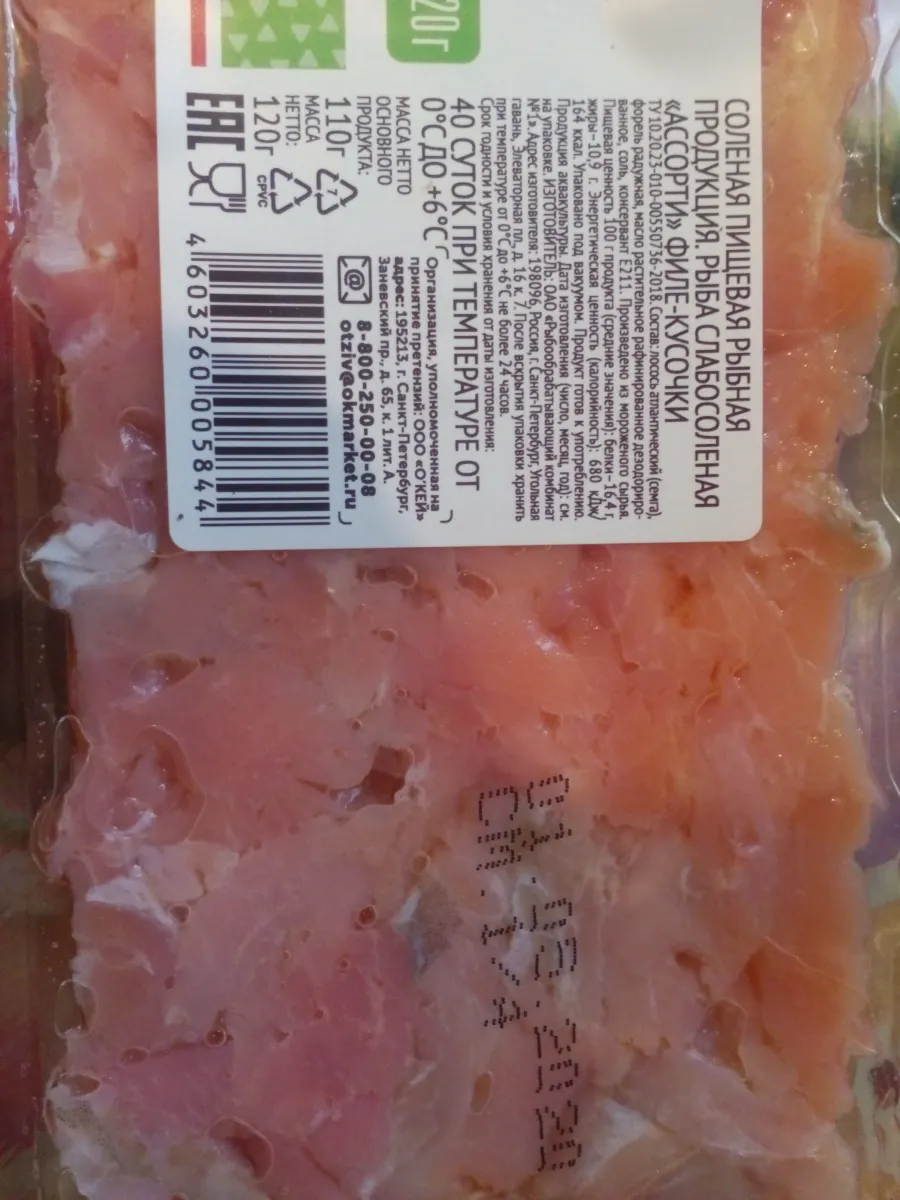 20г
СОЛЕНАЯ ПИЩЕВАЯ РЫБНАЯ
ПРОДУКЦИЯ. РЫБА СЛАБОСОЛЕНАЯ
«АССОРТИ» ФИЛЕ-КУСОЧКИ
ТУ 10.20.23-010-00550736-2018. Состав: лосось атлантический (семга),
форель радужная, масло растительное рафинированное дезодориро-
ванное, соль, консервант Е211. Произведено из мороженого сырья.
Пищевая ценность 100 г продукта (средние значения): белки–16,4 г,
жиры–10,9 г. Энергетическая ценность (калорийность): 680 кДж/
164 ккал. Упаковано под вакуумом. Продукт готов к употреблению.
Продукция аквакультуры. Дата изготовления (число, месяц, год): см.
на упаковке. ИЗГОТОВИТЕЛЬ: ОАО «Рыбообрабатывающий комбинат
№1». Адрес изготовителя: 198096, Россия, г. Санкт-Петербург, Угольная
гавань, Элеваторная пл., д. 16 к. 7. После вскрытия упаковки хранить
при температуре от 0°С до +6°С не более 24 часов.
Срок годности и условия хранения от даты изготовления:
40 СУТОК ПРИ ТЕМПЕРАТУРЕ ОТ
0°С ДО +6°С
МАССА НЕТТО
ОСНОВНОГО
ПРОДУКТА:
110г
МАССА
НЕТТО:
120г
7
СРУС
Организация, уполномоченная на
принятие претензий: ООО «О'КЕЙ»
адрес: 195213, г. Санкт-Петербург,
Заневский пр., д. 65, к. 1 лит. А.
@
8-800-250-00-08
otziv@okmarket.ru
EAC
4 603260 005844
СМ.